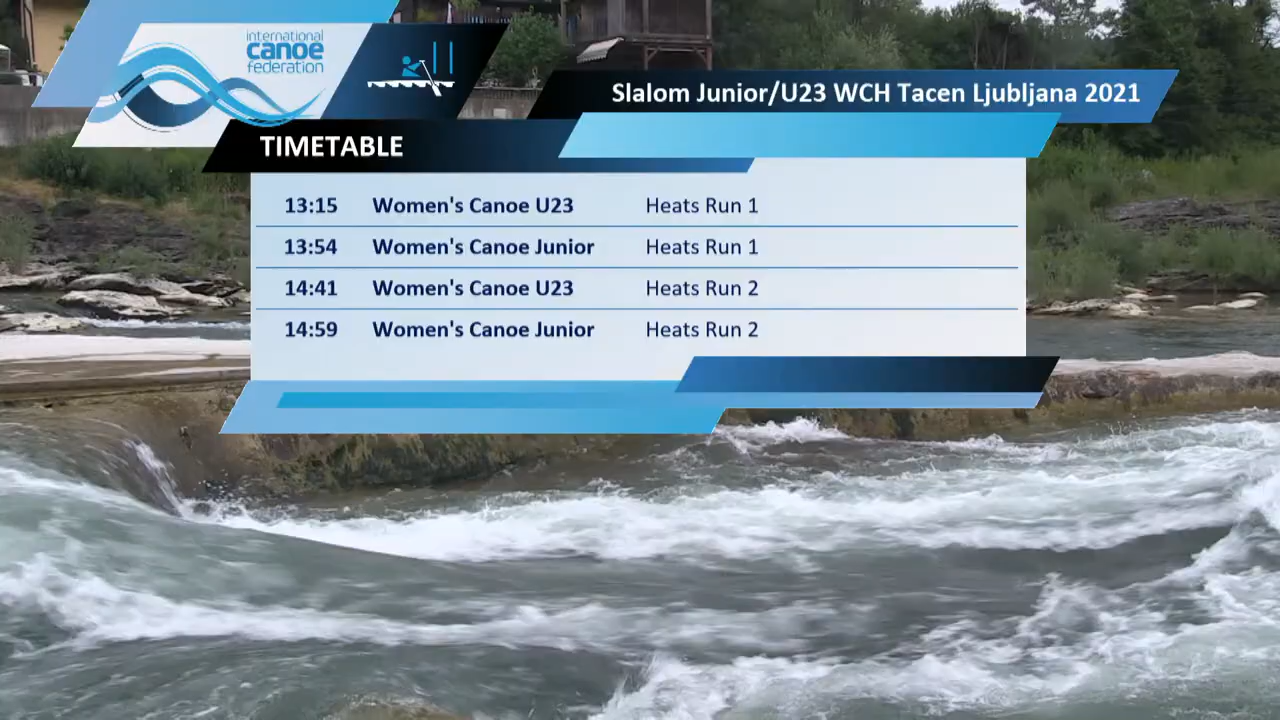 international
canoe
federation
Slalom Junior/U23 WCH Tacen Ljubljana 2021
TIMETABLE
13:15 Women's Canoe U23 Heats Run 1
13:54 Women's Canoe Junior Heats Run 1
14:41 Women's Canoe U23 Heats Run 2
14:59 Women's Canoe Junior Heats Run 2